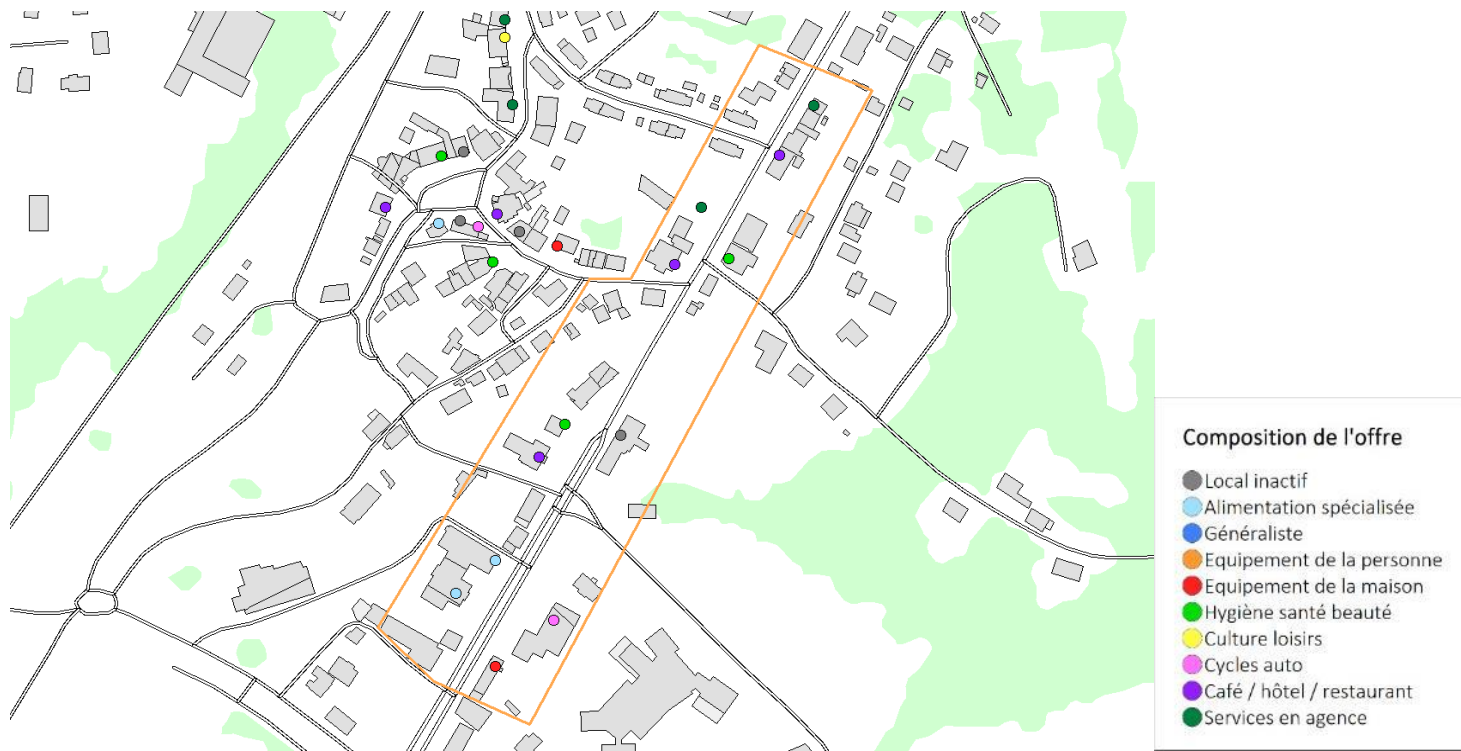 Composition de l'offre
Local inactif
Alimentation spécialisée
Généraliste
Equipement de la personne
Equipement de la maison
Hygiène santé beauté
Culture loisirs
Cycles auto
Café / hôtel / restaurant
Services en agence